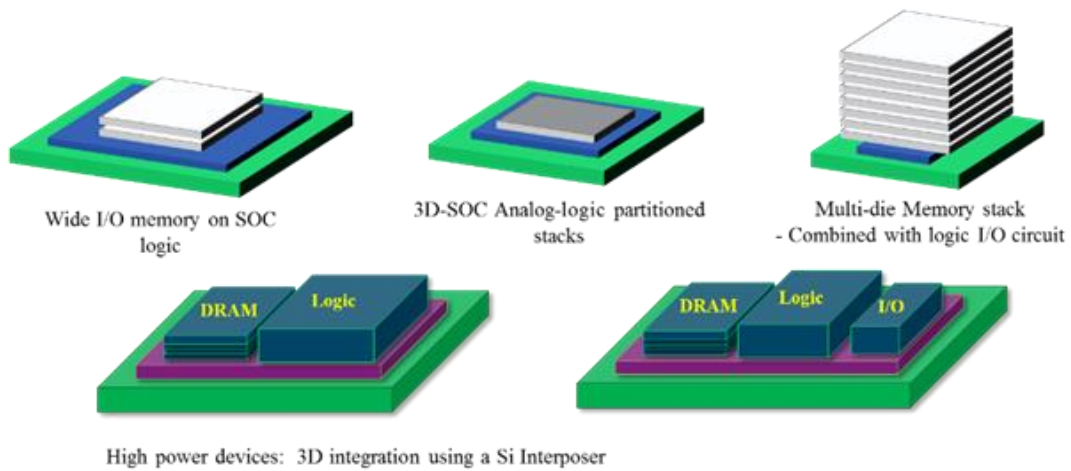 Wide I/O memory on SOC
logic
3D-SOC Analog-logic partitioned
stacks
Multi-die Memory stack
- Combined with logic I/O circuit
DRAM
Logic
DRAM
Logic
I/O
High power devices: 3D integration using a Si Interposer